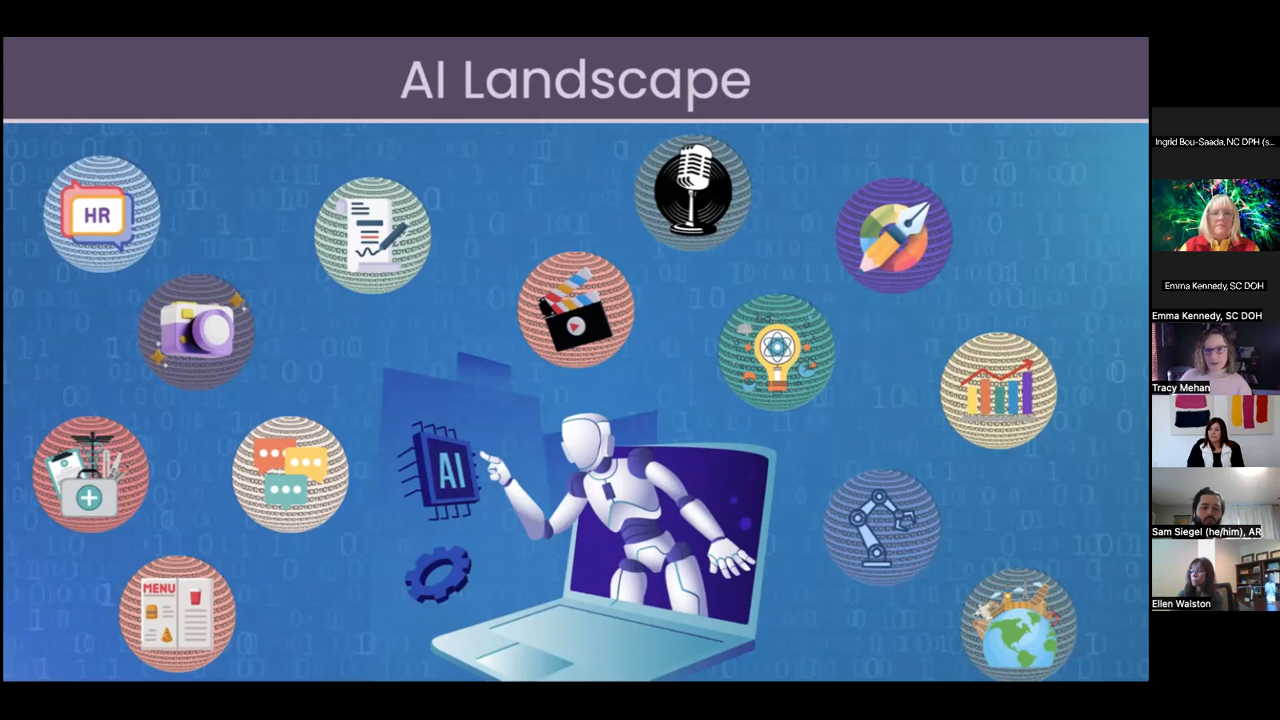 AI Landscape
HR
AI
MENU
Ingrid Bou-Saada, NC DPH (s...
Emma Kennedy, SC DOH
Emma Kennedy, SC DOH
Tracy Mehan
Sam Siegel (he/him), AR
Ellen Walston